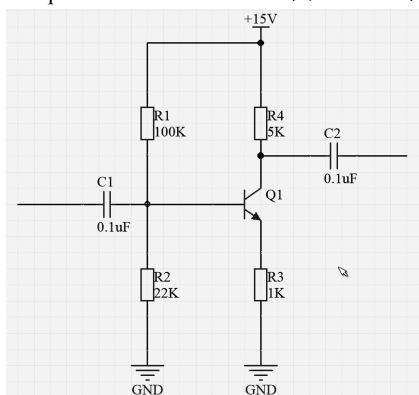 +15V
R1
100K
R4
5K
C2
0.1uF
C1
0.1uF
Q1
R2
22K
R3
1K
GND
GND